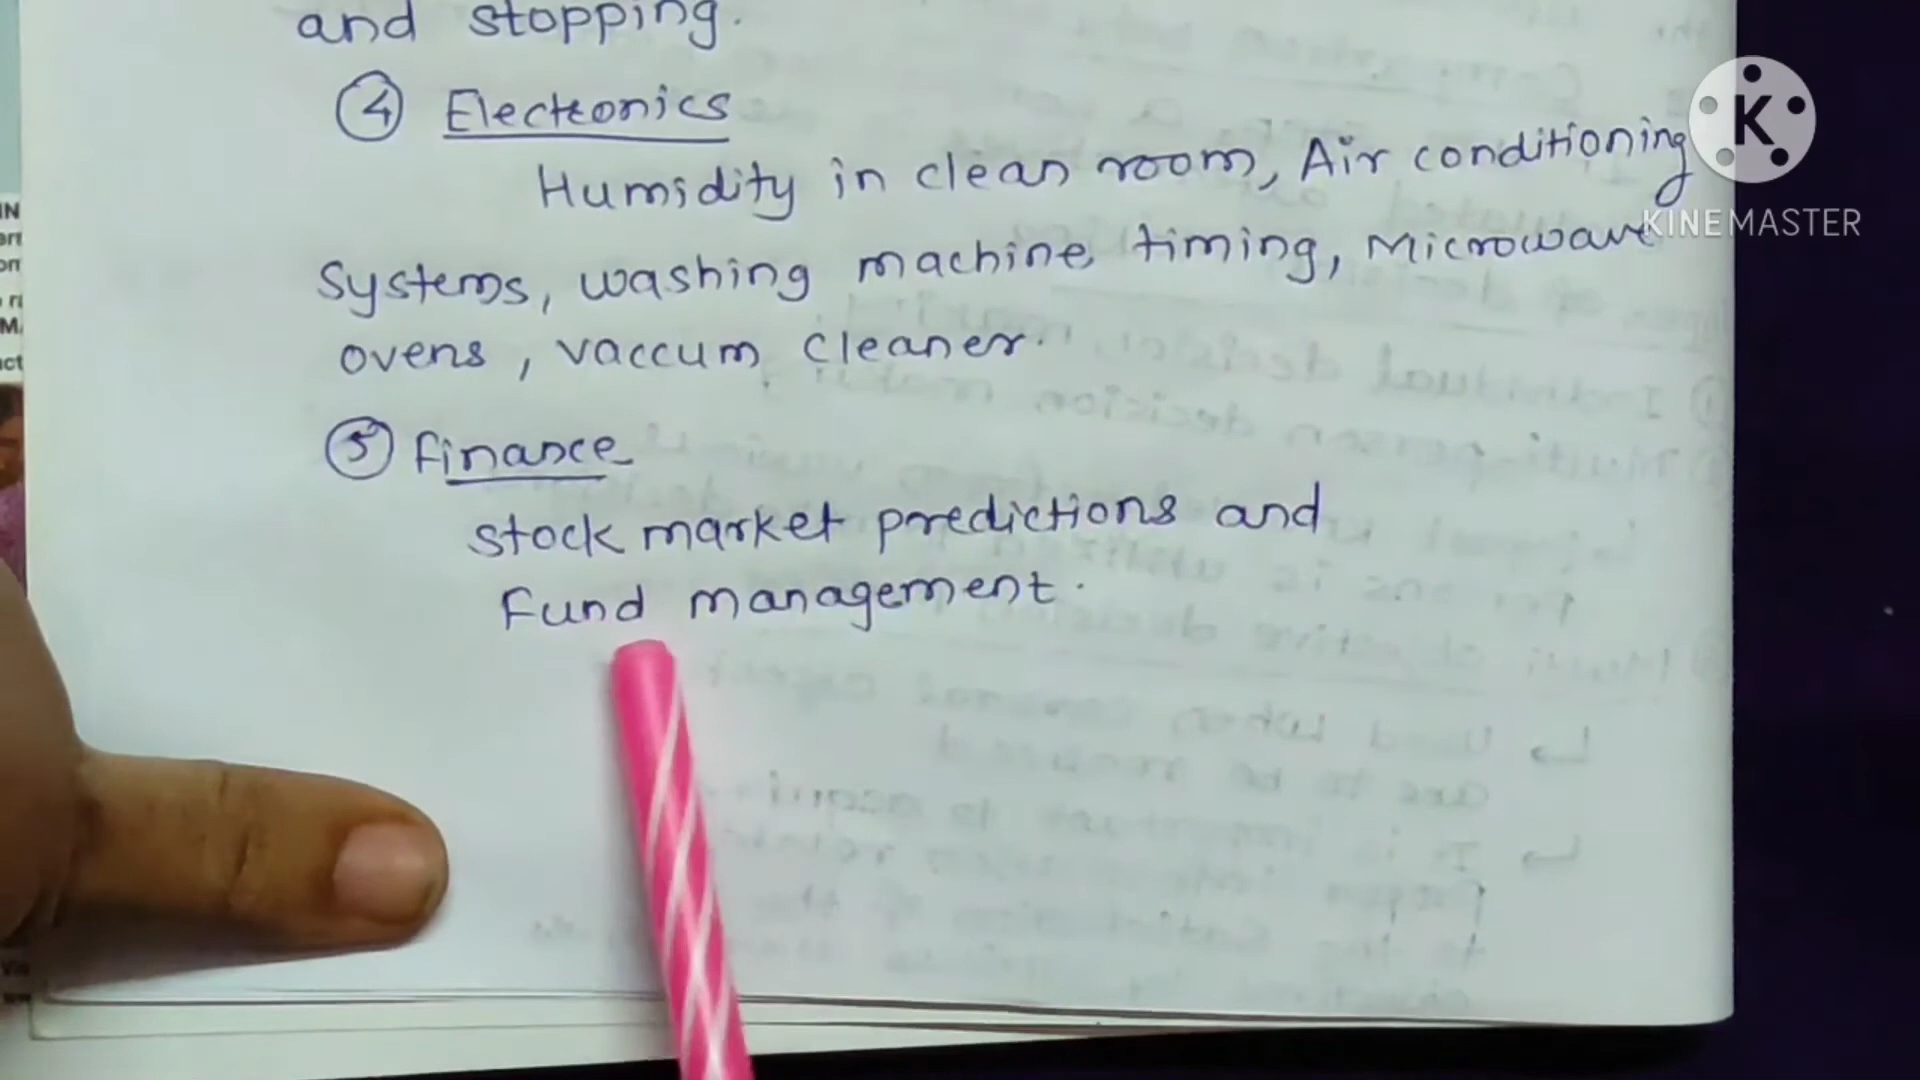 and stopping.
④ Electronics
Humidity in clean room, Air conditioning
Systems, washing machine timing, Microwave
ovens, vaccum cleaner.
⑤ finance
stock market predictions and
Fund management.
K
KINEMASTER